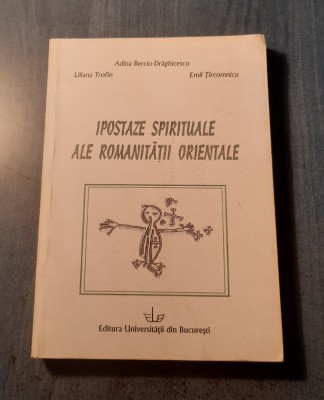 Adina Berciu Drăghicescu
Liliana Trofin Emil Țîrcomnicu
IPOSTAZE SPIRITUALE
ALE ROMANITĂȚII ORIENTALE
Editura Universității din București